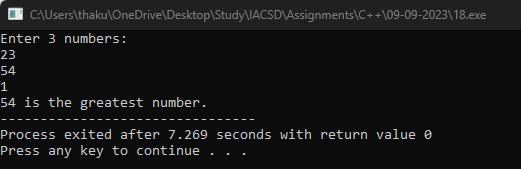 C:\Users\thaku\OneDrive\Desktop\Study\IACSD\Assignments\C++\09-09-2023\18.exe
Enter 3 numbers:
23
54
1
54 is the greatest number.
--------------------------------
Process exited after 7.269 seconds with return value 0
Press any key to continue . . .